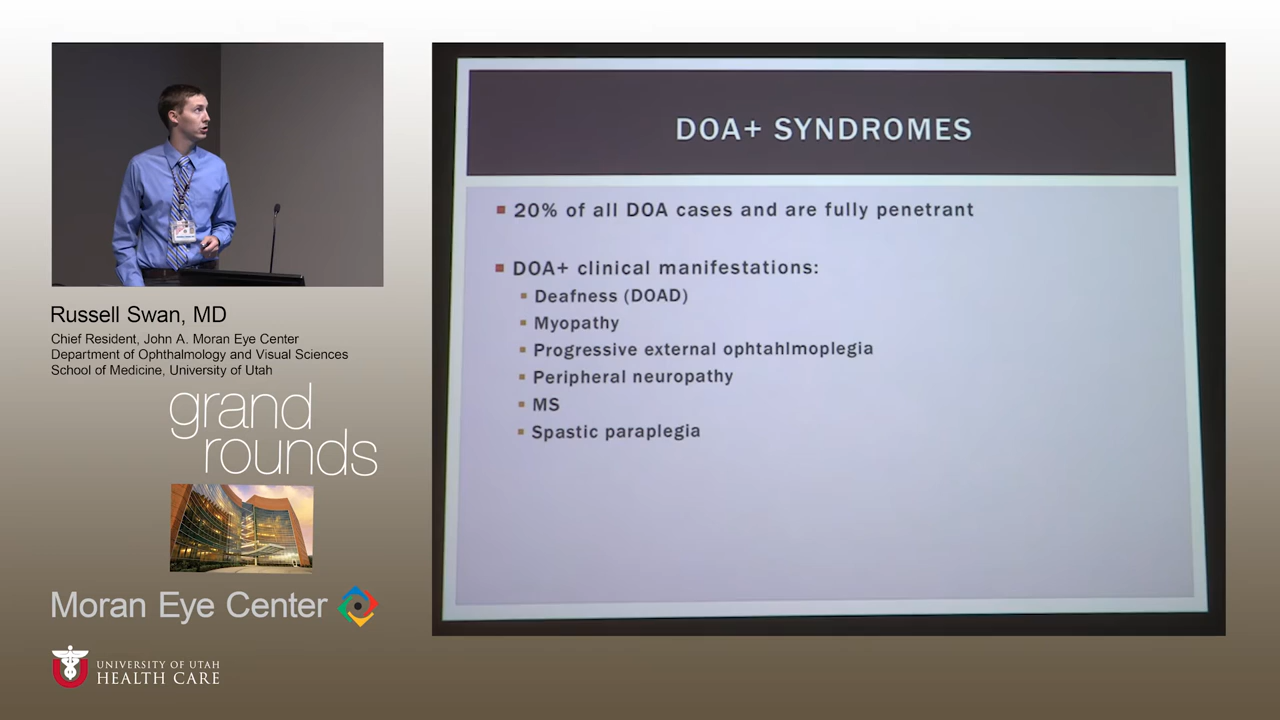 DOA+ SYNDROMES
20% of all DOA cases and are fully penetrant
DOA+ clinical manifestations:
Deafness (DOAD)
Myopathy
Progressive external ophtahlmoplegia
Peripheral neuropathy
MS
Spastic paraplegia
Russell Swan, MD
Chief Resident, John A. Moran Eye Center
Department of Ophthalmology and Visual Sciences
School of Medicine, University of Utah
grand
rounds
Moran Eye Center
U
UNIVERSITY OF UTAH
HEALTH CARE